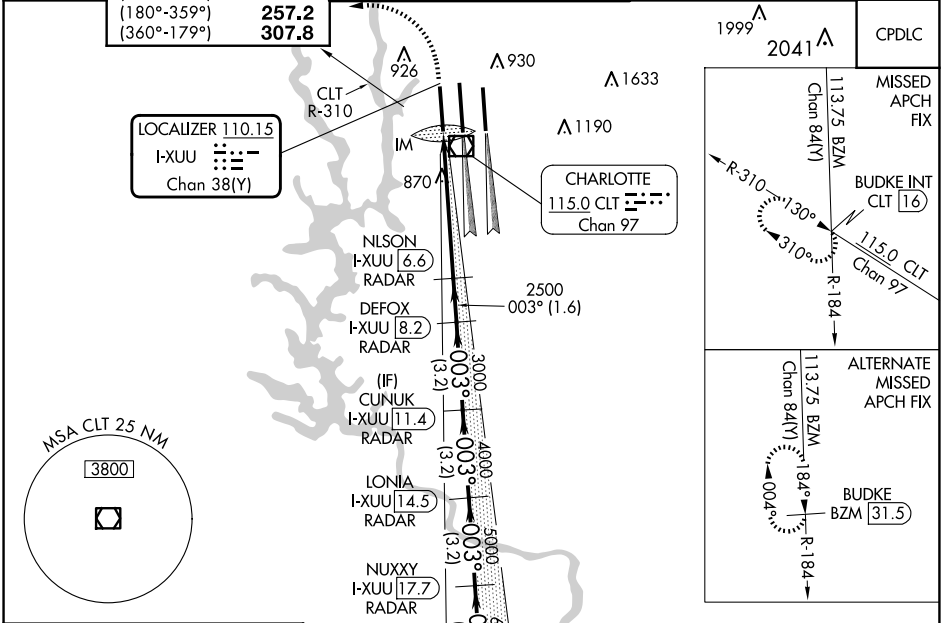 (180°-359°) 257.2
(360°-179°) 307.8
1999
2041
CPDLC
926
930
1633
1190
870
CLT
R-310
LOCALIZER 110.15
I-XUU
Chan 38(Y)
IM
CHARLOTTE
115.0 CLT
Chan 97
NLSON
I-XUU 6.6
RADAR
2500
003° (1.6)
DEFOX
I-XUU 8.2
RADAR
003°
(3.2)
3000
(IF)
CUNUK
I-XUU 11.4
RADAR
003°
(3.2)
4000
LONIA
I-XUU 14.5
RADAR
003°
(3.2)
5000
NUXXY
I-XUU 17.7
RADAR
MSA CLT 25 NM
3800
MISSED
APCH
FIX
113.75 BZM
Chan 84(Y)
R-310
130°
310°
BUDKE INT
CLT 16
115.0 CLT
Chan 97
R-184
ALTERNATE
MISSED
APCH FIX
113.75 BZM
Chan 84(Y)
184°
004°
BUDKE
BZM 31.5
R-184